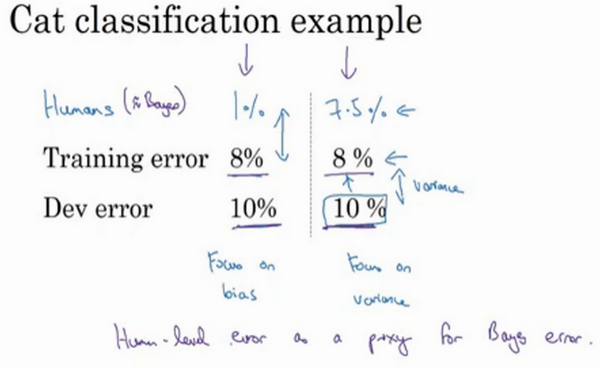 Cat classification example
Humans (≈ Bayes) 1% 7.5%
Training error 8% 8 %
variance
Dev error 10% 10 %
Focus on Focus on
bias variance
Human-level error as a proxy for Bayes error.